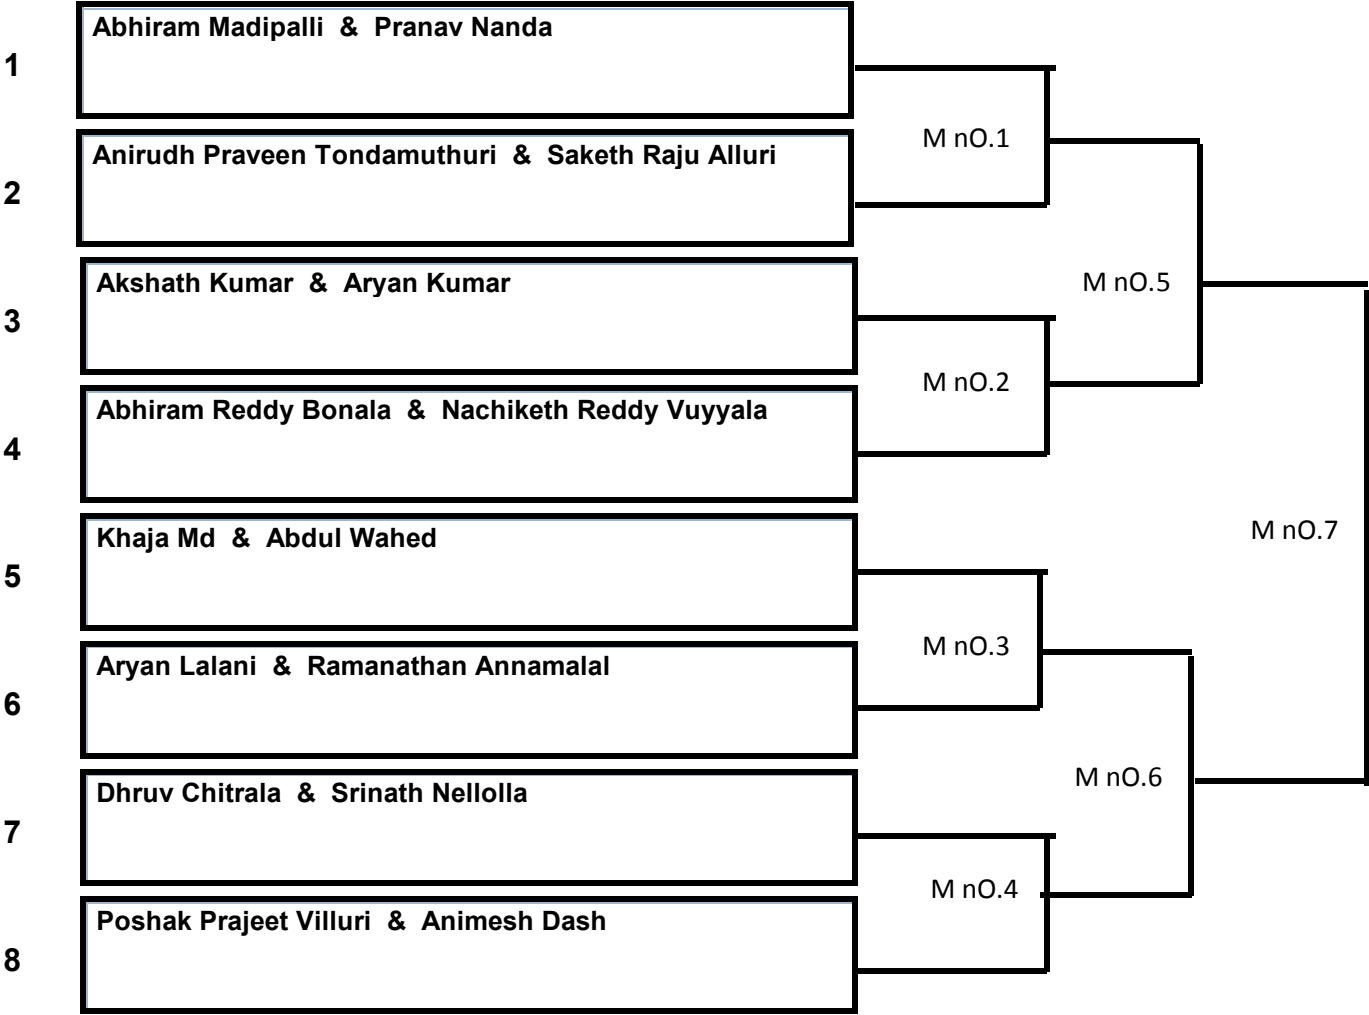 Abhiram Madipalli & Pranav Nanda
1
M nO.1
Anirudh Praveen Tondamuthuri & Saketh Raju Alluri
2
Akshath Kumar & Aryan Kumar
M nO.5
3
M nO.2
Abhiram Reddy Bonala & Nachiketh Reddy Vuyyala
4
M nO.7
Khaja Md & Abdul Wahed
5
M nO.3
Aryan Lalani & Ramanathan Annamalal
6
M nO.6
Dhruv Chitrala & Srinath Nellolla
7
M nO.4
Poshak Prajeet Villuri & Animesh Dash
8